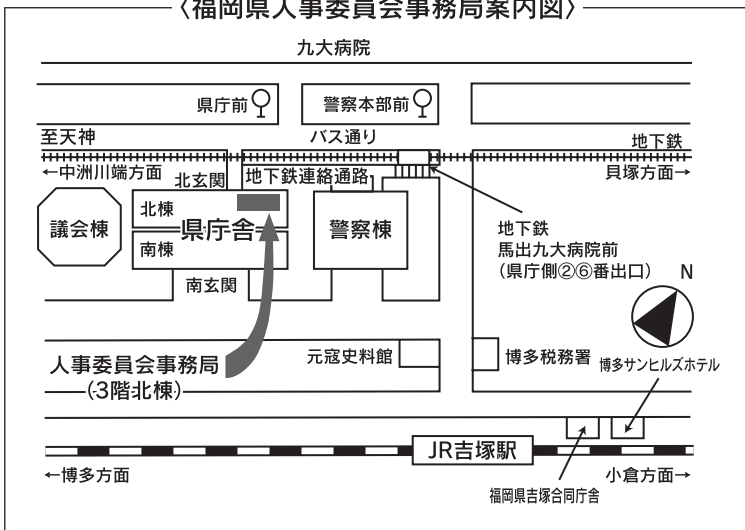 〈福岡県人事委員会事務局案内図〉
九大病院
県庁前
警察本部前
至天神
バス通り
地下鉄
←中洲川端方面
北玄関
地下鉄連絡通路
貝塚方面→
議会棟
北棟
県庁舎
南棟
警察棟
地下鉄
馬出九大病院前
(県庁側②⑥番出口)
南玄関
N
人事委員会事務局
(3階北棟)
元寇史料館
博多税務署
博多サンヒルズホテル
JR吉塚駅
←博多方面
小倉方面→
福岡県吉塚合同庁舎